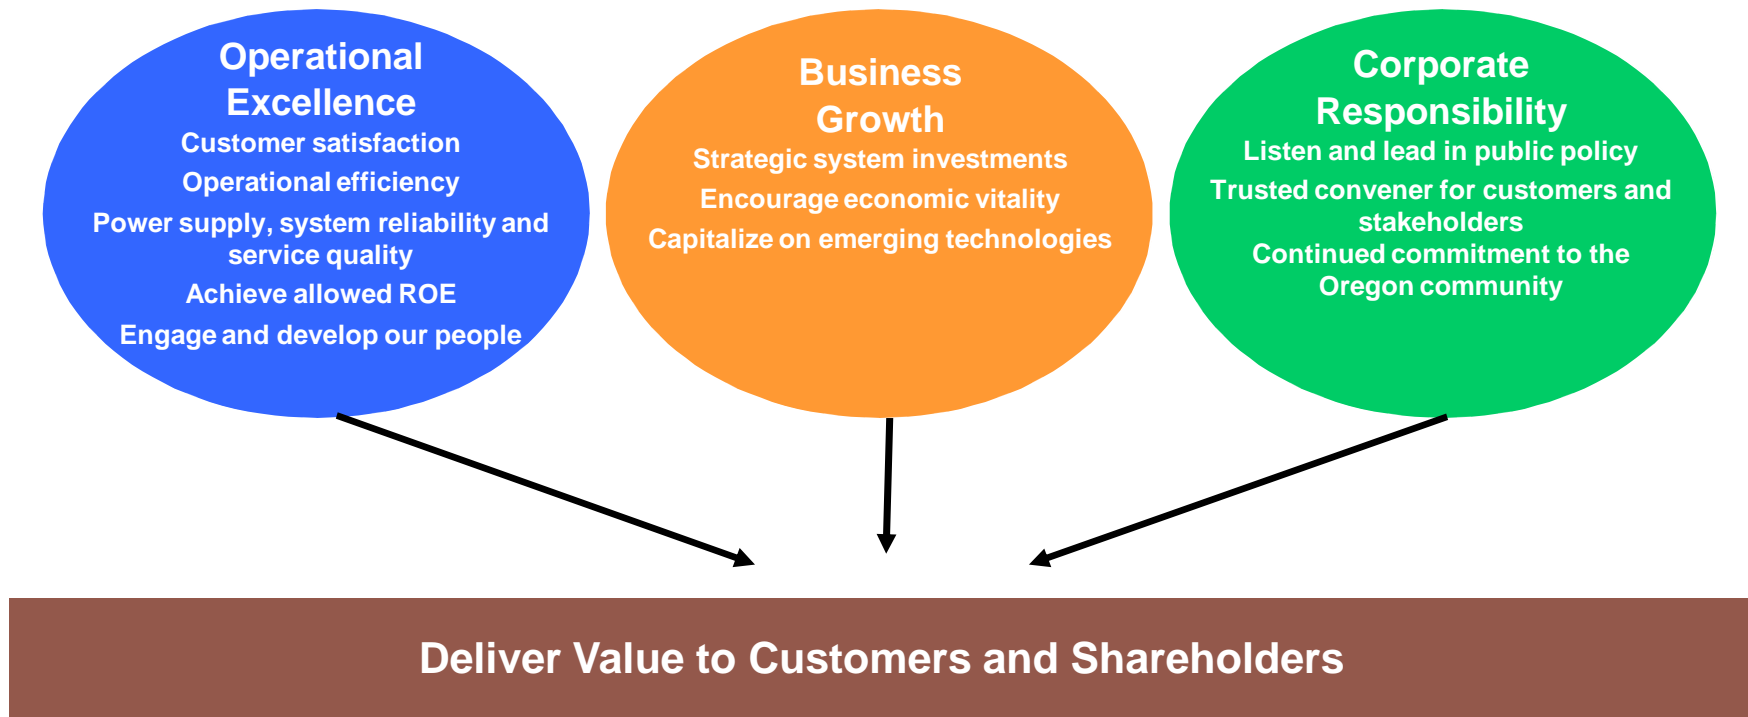 Operational
Excellence
Customer satisfaction
Operational efficiency
Power supply, system reliability and
service quality
Achieve allowed ROE
Engage and develop our people
Business
Growth
Strategic system investments
Encourage economic vitality
Capitalize on emerging technologies
Corporate
Responsibility
Listen and lead in public policy
Trusted convener for customers and
stakeholders
Continued commitment to the
Oregon community
Deliver Value to Customers and Shareholders